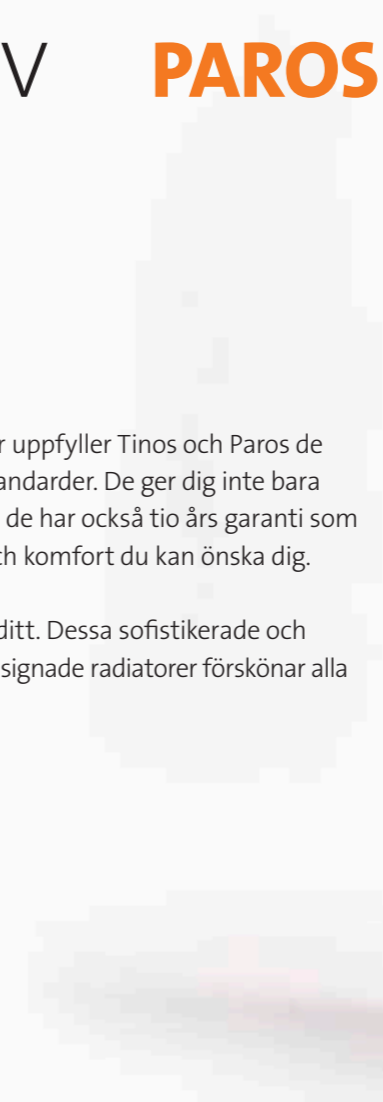 V PAROS
r uppfyller Tinos och Paros de
andarder. De ger dig inte bara
de har också tio års garanti som
ch komfort du kan önska dig.
ditt. Dessa sofistikerade och
signade radiatorer förskönar alla